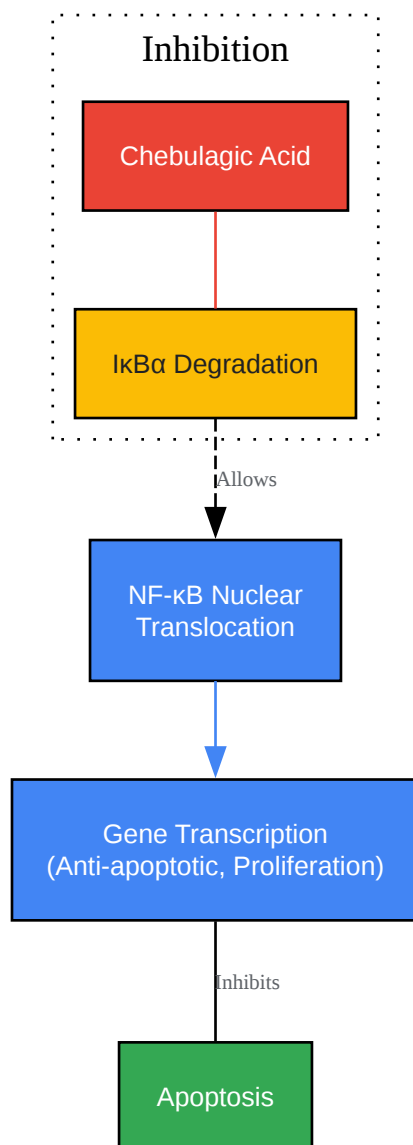 Inhibition
Chebulagic Acid
IκBα Degradation
Allows
NF-κB Nuclear
Translocation
Gene Transcription
(Anti-apoptotic, Proliferation)
Inhibits
Apoptosis